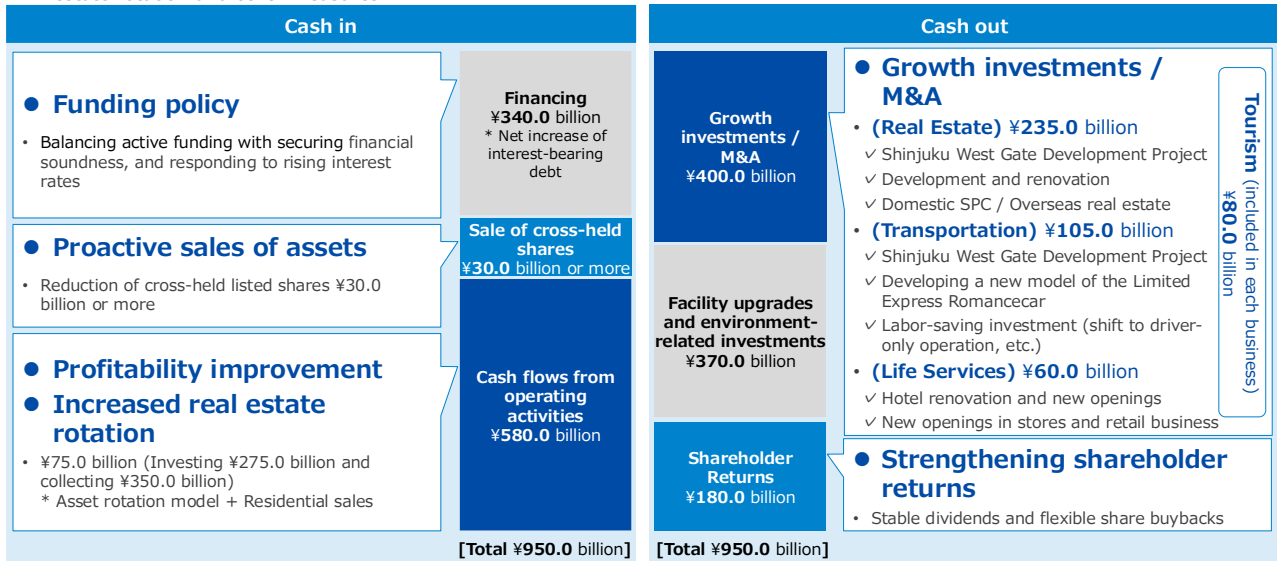 Cash in
● Funding policy
• Balancing active funding with securing financial
soundness, and responding to rising interest
rates
Financing
¥340.0 billion
* Net increase of
interest-bearing
debt
● Proactive sales of assets
• Reduction of cross-held listed shares ¥30.0
billion or more
Sale of cross-held
shares
¥30.0 billion or more
● Profitability improvement
● Increased real estate
rotation
• ¥75.0 billion (Investing ¥275.0 billion and
collecting ¥350.0 billion)
* Asset rotation model + Residential sales
Cash flows from
operating
activities
¥580.0 billion
[Total ¥950.0 billion]
Cash out
Growth
investments /
M&A
¥400.0 billion
● Growth investments /
M&A
• (Real Estate) ¥235.0 billion
✓ Shinjuku West Gate Development Project
✓ Development and renovation
✓ Domestic SPC / Overseas real estate
• (Transportation) ¥105.0 billion
✓ Shinjuku West Gate Development Project
✓ Developing a new model of the Limited
Express Romancecar
✓ Labor-saving investment (shift to driver-
only operation, etc.)
• (Life Services) ¥60.0 billion
✓ Hotel renovation and new openings
✓ New openings in stores and retail business
Tourism (included in each business)
¥80.0 billion
Facility upgrades
and environment-
related investments
¥370.0 billion
Shareholder
Returns
¥180.0 billion
● Strengthening shareholder
returns
• Stable dividends and flexible share buybacks
[Total ¥950.0 billion]